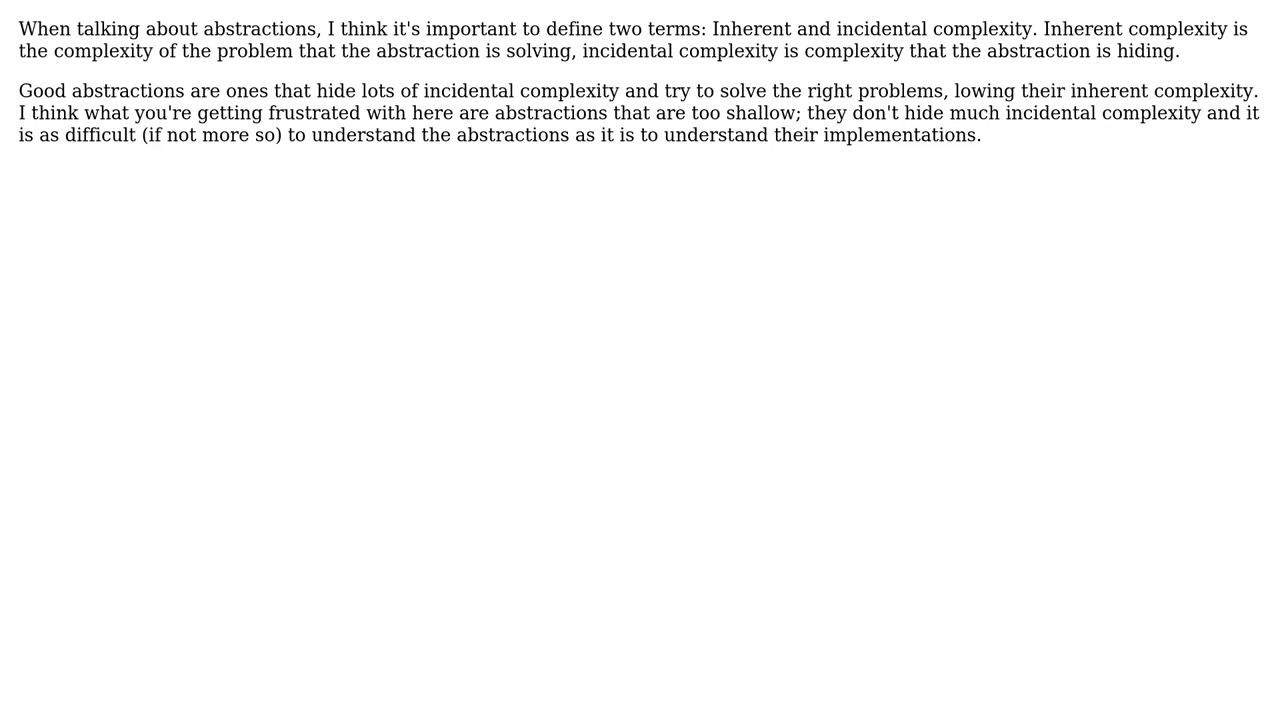 When talking about abstractions, I think it's important to define two terms: Inherent and incidental complexity. Inherent complexity is
the complexity of the problem that the abstraction is solving, incidental complexity is complexity that the abstraction is hiding.
Good abstractions are ones that hide lots of incidental complexity and try to solve the right problems, lowing their inherent complexity.
I think what you're getting frustrated with here are abstractions that are too shallow; they don't hide much incidental complexity and it
is as difficult (if not more so) to understand the abstractions as it is to understand their implementations.